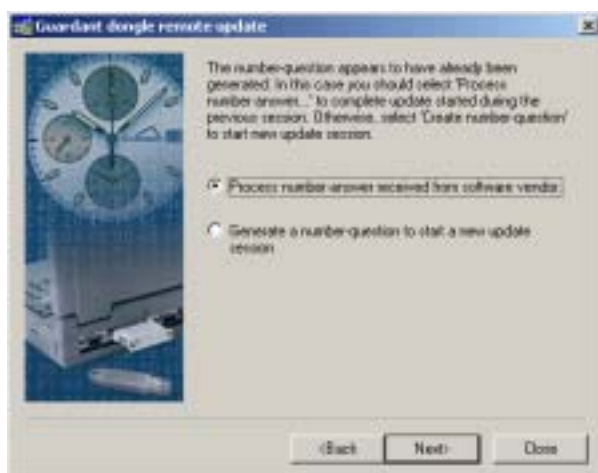 Guardant dongle remote update
The number-question appears to have already been
generated. In this case you should select 'Process
number-answer...' to complete update started during the
previous session. Otherwise, select 'Create number-question'
to start new update session.
Process number-answer received from software vendor.
Generate a number-question to start a new update
session
<Back Next> Close